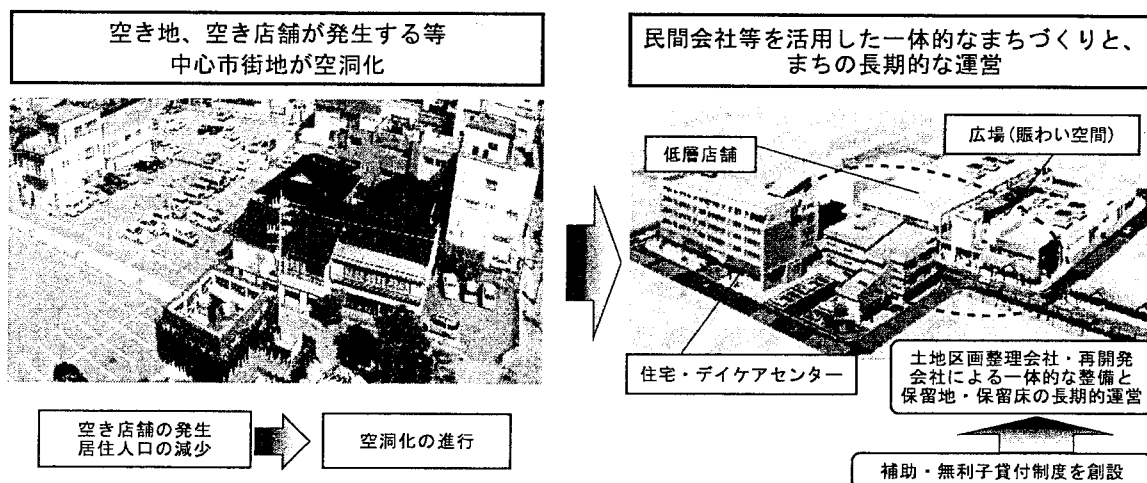 空き地、空き店舗が発生する等
中心市街地が空洞化
民間会社等を活用した一体的なまちづくりと、
まちの長期的な運営
低層店舗
広場(賑わい空間)
住宅・デイケアセンター
土地区画整理会社・再開発
会社による一体的な整備と
保留地・保留床の長期的運営
空き店舗の発生
居住人口の減少
空洞化の進行
補助・無利子貸付制度を創設